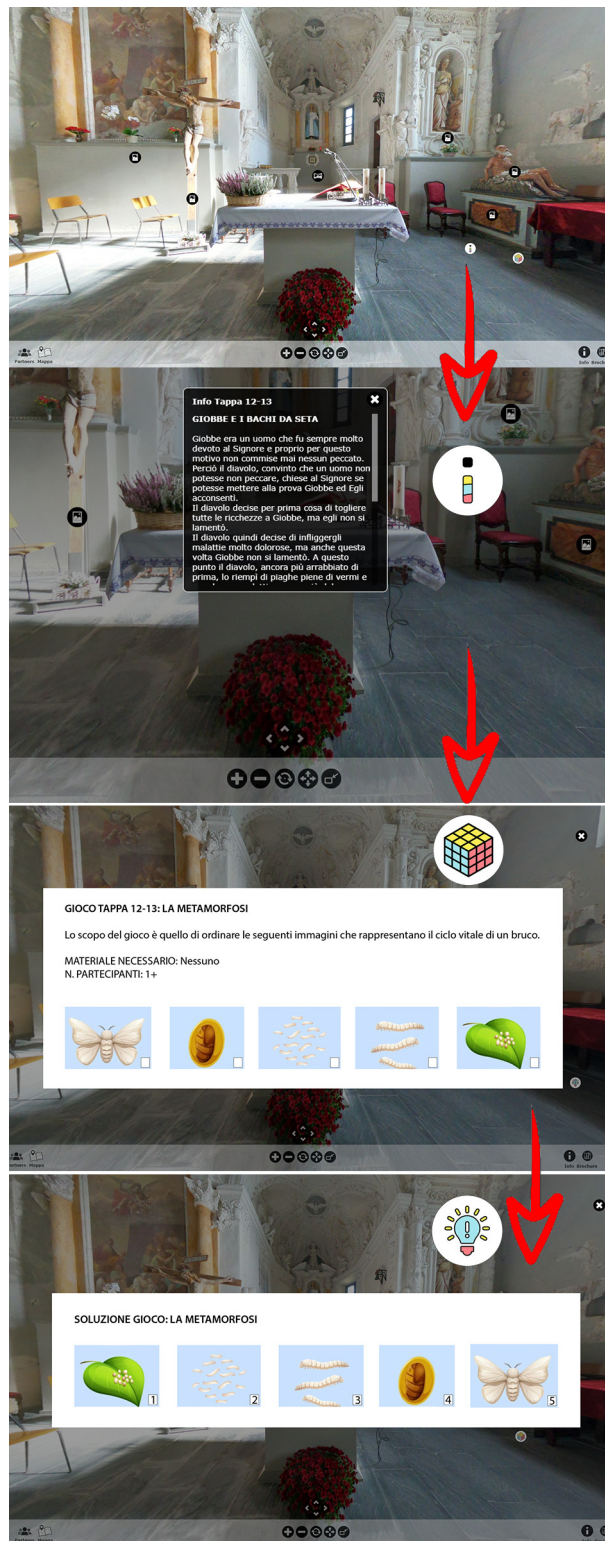 Partners Mappa
Info Brochure
Info Tappa 12-13
GIOBBE E I BACHI DA SETA
Giobbe era un uomo che fu sempre molto
devoto al Signore e proprio per questo
motivo non commise mai nessun peccato.
Perciò il diavolo, convinto che un uomo non
potesse non peccare, chiese al Signore se
potesse mettere alla prova Giobbe ed Egli
acconsentì.
Il diavolo decise per prima cosa di togliere
tutte le ricchezze a Giobbe, ma egli non si
lamentò.
Il diavolo quindi decise di infliggergli
malattie molto dolorose, ma anche questa
volta Giobbe non si lamentò. A questo
punto il diavolo, ancora più arrabbiato di
prima, lo riempì di piaghe piene di vermi e
GIOCO TAPPA 12-13: LA METAMORFOSI
Lo scopo del gioco è quello di ordinare le seguenti immagini che rappresentano il ciclo vitale di un bruco.
MATERIALE NECESSARIO: Nessuno
N. PARTECIPANTI: 1+
Partners Mappa
Info Brochure
SOLUZIONE GIOCO: LA METAMORFOSI
1 2 3 4 5